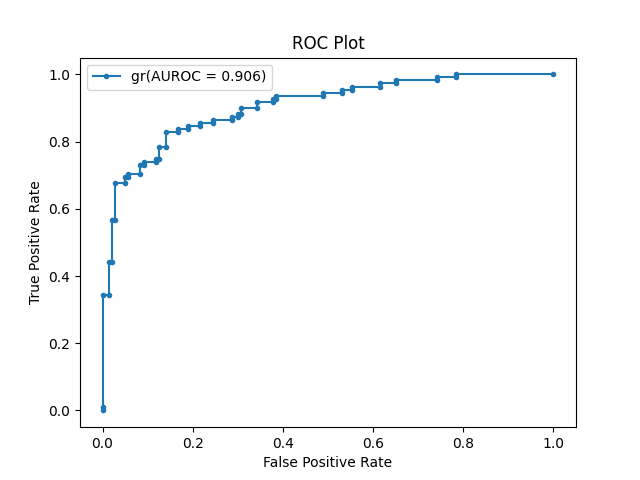 ROC Plot
gr(AUROC = 0.906)
1.0
0.8
0.6
0.4
0.2
0.0
True Positive Rate
0.0 0.2 0.4 0.6 0.8 1.0
False Positive Rate